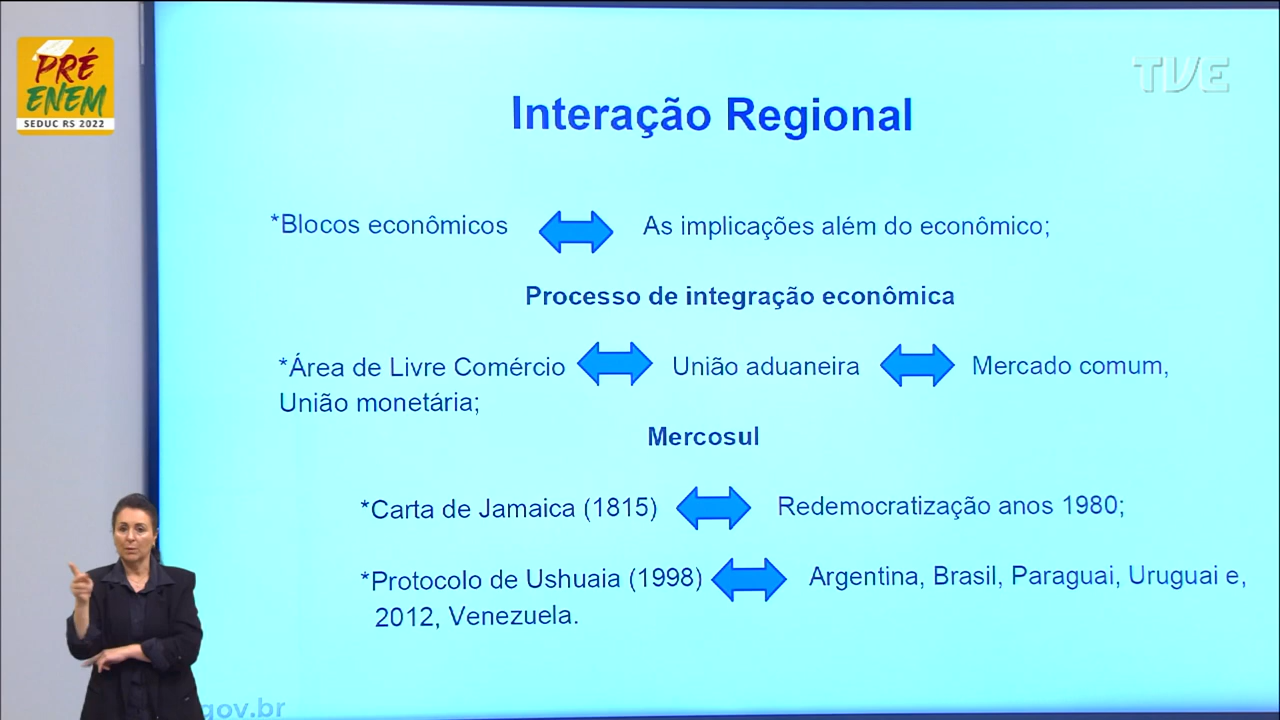 PRÉ
ENEM
SEDUC RS 2022
TVE
Interação Regional
*Blocos econômicos As implicações além do econômico;
Processo de integração econômica
*Área de Livre Comércio União aduaneira Mercado comum,
União monetária;
Mercosul
*Carta de Jamaica (1815) Redemocratização anos 1980;
*Protocolo de Ushuaia (1998) Argentina, Brasil, Paraguai, Uruguai e,
2012, Venezuela.
gov.br